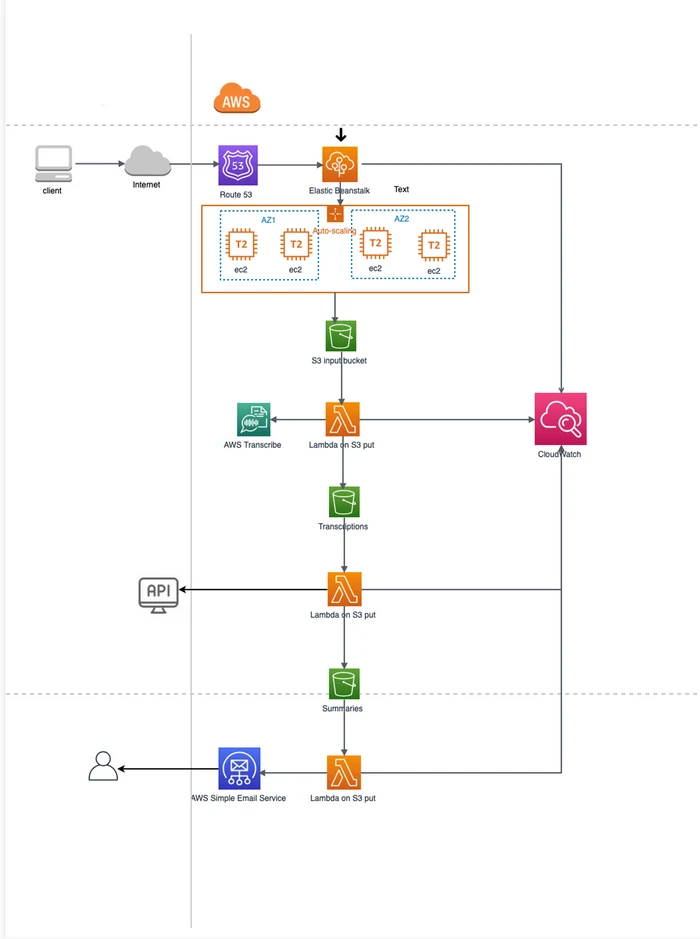 AWS
client
Internet
53
Route 53
Elastic Beanstalk
Text
AZ1
Auto-scaling
AZ2
T2
T2
T2
T2
ec2
ec2
ec2
ec2
S3 input bucket
AWS Transcribe
Lambda on S3 put
CloudWatch
Transcriptions
API
Lambda on S3 put
Summaries
AWS Simple Email Service
Lambda on S3 put